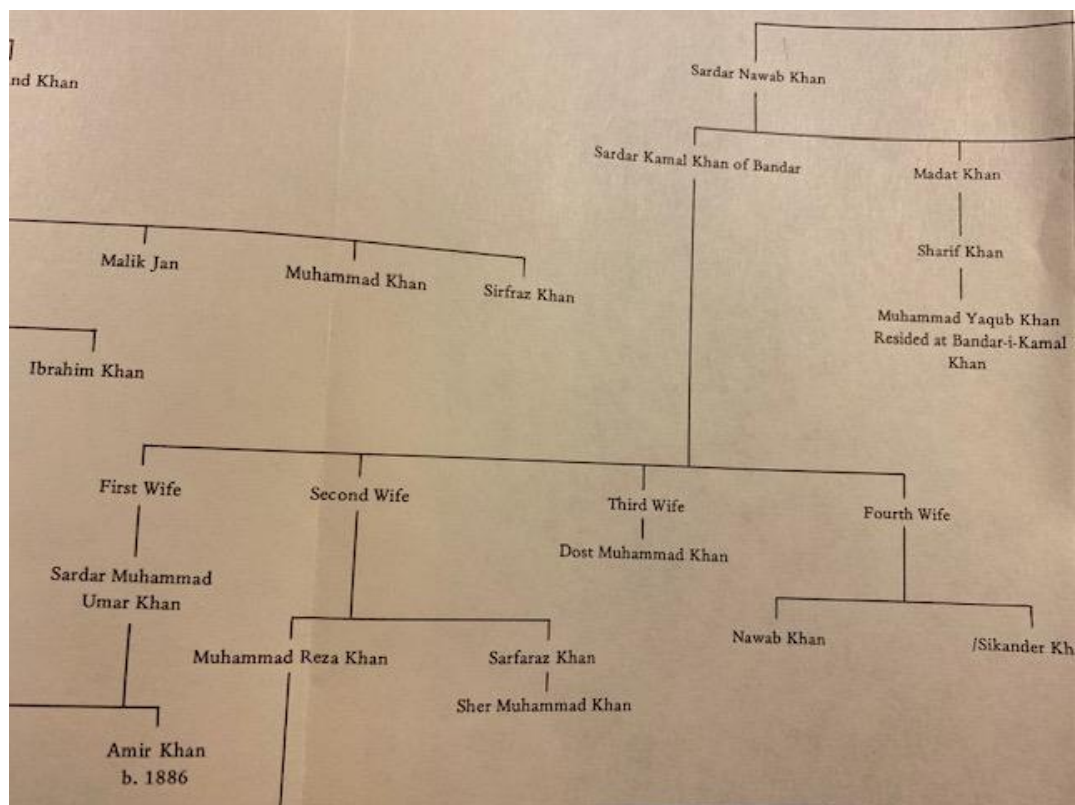 nd Khan
Sardar Nawab Khan
Sardar Kamal Khan of Bandar
Madat Khan
Sharif Khan
Muhammad Yaqub Khan
Resided at Bandar-i-Kamal
Khan
Malik Jan
Muhammad Khan
Sirfraz Khan
Ibrahim Khan
First Wife
Second Wife
Third Wife
Fourth Wife
Dost Muhammad Khan
Sardar Muhammad
Umar Khan
Nawab Khan
/Sikander Kh
Muhammad Reza Khan
Sarfaraz Khan
Sher Muhammad Khan
Amir Khan
b. 1886